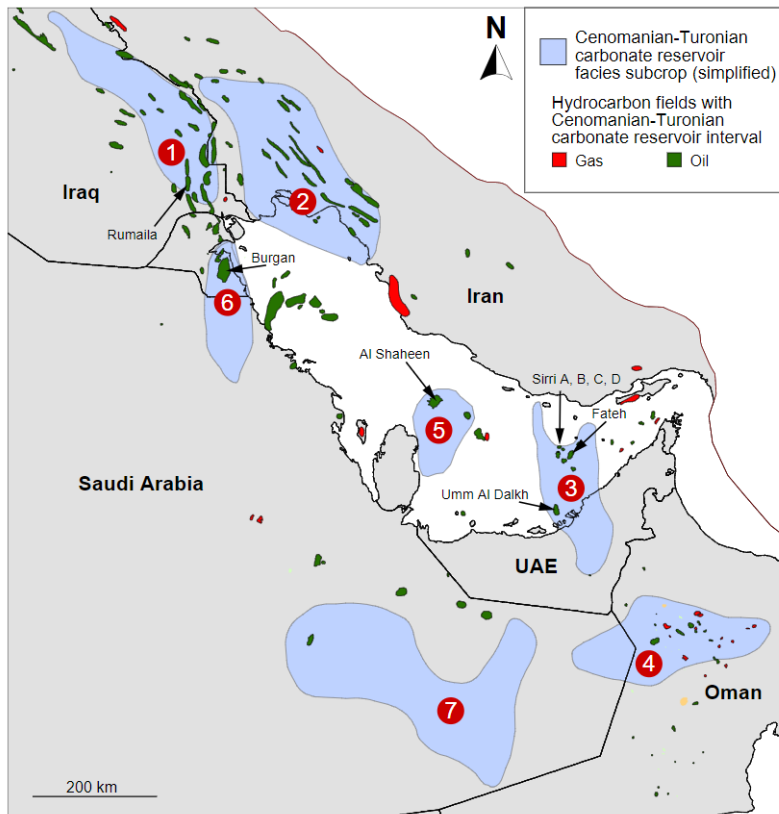 N
Cenomanian-Turonian
carbonate reservoir
facies subcrop (simplified)
Hydrocarbon fields with
Cenomanian-Turonian
carbonate reservoir interval
Gas
Oil
1
Iraq
2
Rumaila
Burgan
6
Iran
Al Shaheen
Sirri A, B, C, D
Fateh
5
Saudi Arabia
3
Umm Al Dalkh
UAE
4
Oman
7
200 km